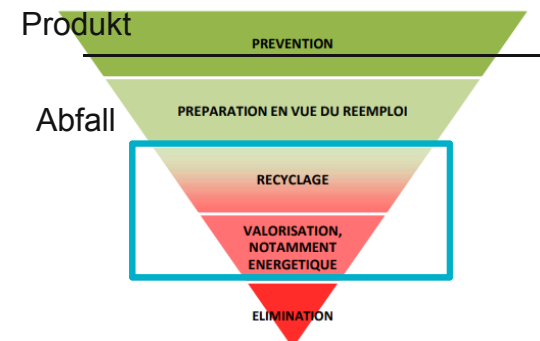 Produkt
PREVENTION
Abfall
PREPARATION EN VUE DU REEMPLOI
RECYCLAGE
VALORISATION,
NOTAMMENT
ENERGETIQUE
ELIMINATION